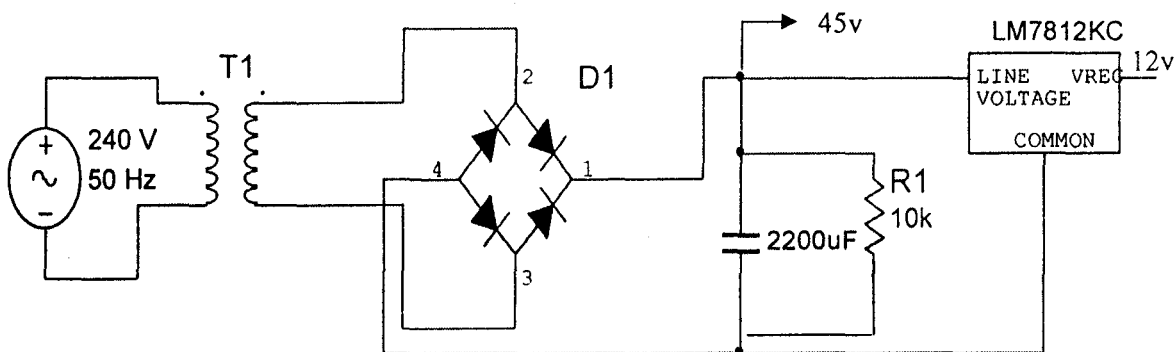 45v
LM7812KC
T1
D1
2
LINE VREG
VOLTAGE
12v
COMMON
+
240 V
50 Hz
−
4
1
3
R1
10k
2200uF